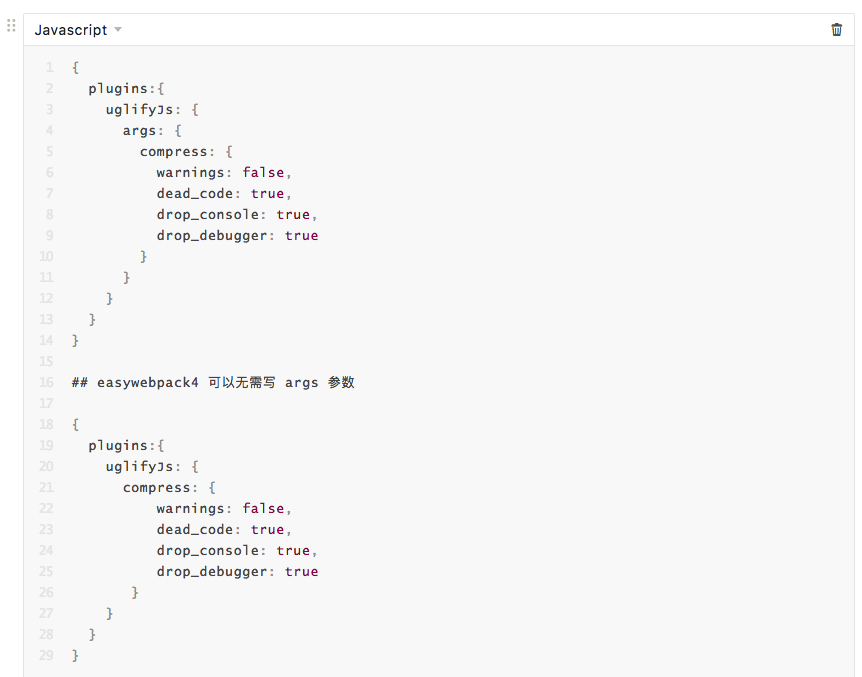 Javascript
1 {
2   plugins:{
3     uglifyJs: {
4       args: {
5         compress: {
6           warnings: false,
7           dead_code: true,
8           drop_console: true,
9           drop_debugger: true
10         }
11       }
12     }
13   }
14 }
15
16 ## easywebpack4 可以无需写 args 参数
17
18 {
19   plugins:{
20     uglifyJs: {
21       compress: {
22           warnings: false,
23           dead_code: true,
24           drop_console: true,
25           drop_debugger: true
26        }
27     }
28   }
29 }